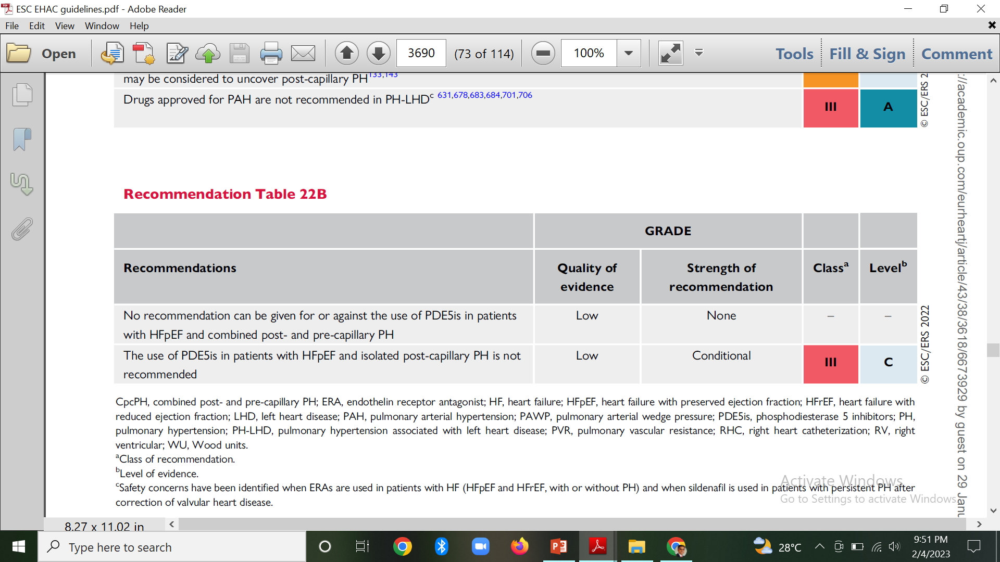 ESC EHAC guidelines.pdf - Adobe Reader
File Edit View Window Help
Open 3690 (73 of 114) 100% Tools Fill & Sign Comment
may be considered to uncover post-capillary PH133,143
Drugs approved for PAH are not recommended in PH-LHDc 631,678,683,684,701,706
III A
© ESC/ERS 2
Recommendation Table 22B
GRADE
Recommendations Quality of evidence Strength of recommendation Classa Levelb
No recommendation can be given for or against the use of PDE5is in patients
with HFpEF and combined post- and pre-capillary PH
Low None – –
The use of PDE5is in patients with HFpEF and isolated post-capillary PH is not
recommended
Low Conditional III C
© ESC/ERS 2022
CpcPH, combined post- and pre-capillary PH; ERA, endothelin receptor antagonist; HF, heart failure; HFpEF, heart failure with preserved ejection fraction; HFrEF, heart failure with
reduced ejection fraction; LHD, left heart disease; PAH, pulmonary arterial hypertension; PAWP, pulmonary arterial wedge pressure; PDE5is, phosphodiesterase 5 inhibitors; PH,
pulmonary hypertension; PH-LHD, pulmonary hypertension associated with left heart disease; PVR, pulmonary vascular resistance; RHC, right heart catheterization; RV, right
ventricular; WU, Wood units.
aClass of recommendation.
bLevel of evidence.
cSafety concerns have been identified when ERAs are used in patients with HF (HFpEF and HFrEF, with or without PH) and when sildenafil is used in patients with persistent PH after
correction of valvular heart disease.
://academic.oup.com/eurheartj/article/43/38/3618/6673929 by guest on 29 Janu
Activate Windows
Go to Settings to activate Windows.
8.27 x 11.02 in
Type here to search
28°C
9:51 PM
2/4/2023